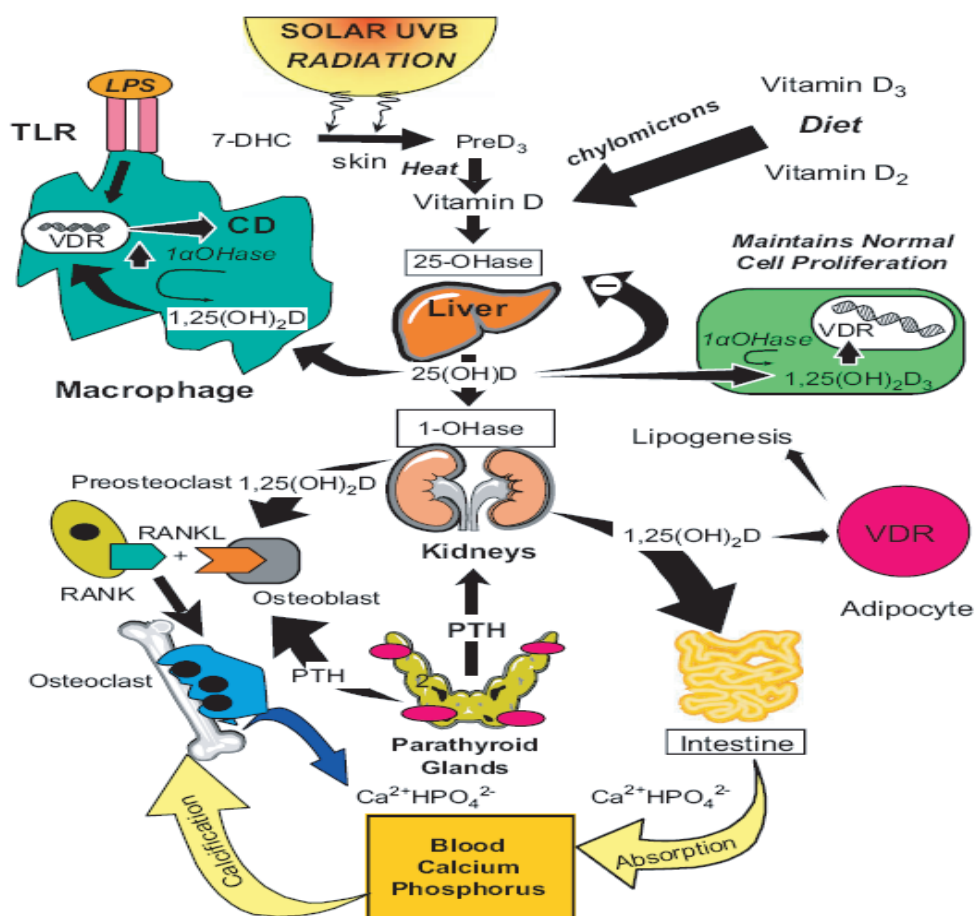 SOLAR UVB
RADIATION
LPS
TLR
7-DHC
skin
Heat
PreD₃
Vitamin D
chylomicrons
Vitamin D₃
Diet
Vitamin D₂
VDR
CD
1αOHase
1,25(OH)₂D
Macrophage
25-OHase
Liver
25(OH)D
Maintains Normal
Cell Proliferation
VDR
1αOHase
1,25(OH)₂D₃
1-OHase
Kidneys
Preosteoclast 1,25(OH)₂D
RANKL
+
RANK
Osteoblast
1,25(OH)₂D
Lipogenesis
VDR
Adipocyte
PTH
PTH
Osteoclast
2
Parathyroid
Glands
Intestine
Ca²⁺HPO₄²⁻
Ca²⁺HPO₄²⁻
Calcification
Absorption
Blood
Calcium
Phosphorus